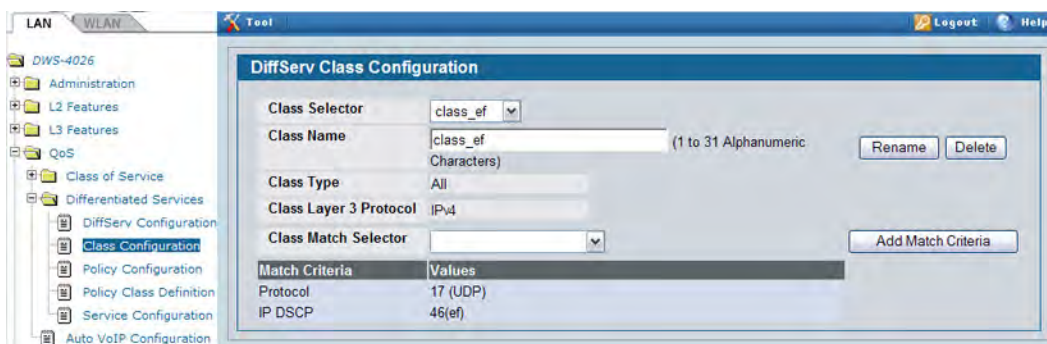 LAN WLAN
Tool
Logout Help
DWS-4026
Administration
L2 Features
L3 Features
QoS
Class of Service
Differentiated Services
DiffServ Configuration
Class Configuration
Policy Configuration
Policy Class Definition
Service Configuration
Auto VoIP Configuration
DiffServ Class Configuration
Class Selector class_ef
Class Name class_ef (1 to 31 Alphanumeric
Characters)
Rename Delete
Class Type All
Class Layer 3 Protocol IPv4
Class Match Selector
Add Match Criteria
Match Criteria Values
Protocol 17 (UDP)
IP DSCP 46(ef)